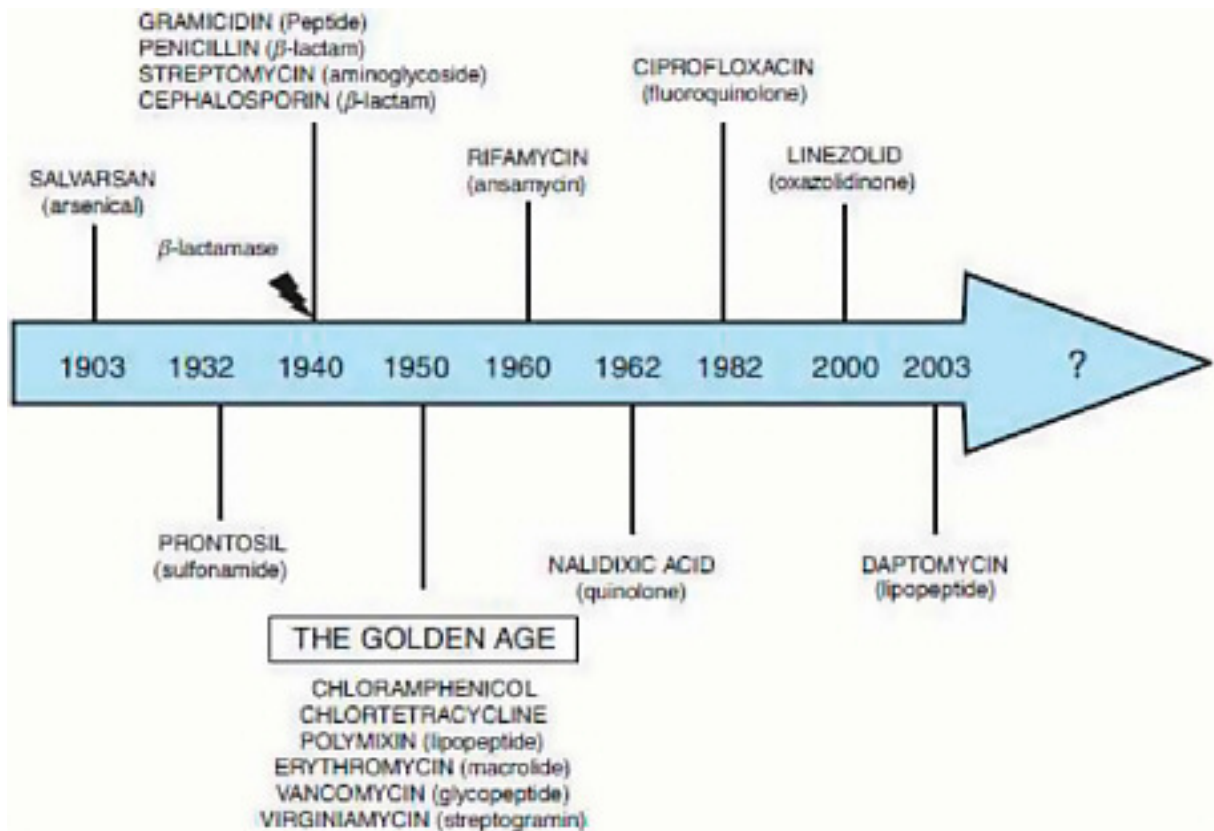 GRAMICIDIN (Peptide)
PENICILLIN (β-lactam)
STREPTOMYCIN (aminoglycoside)
CEPHALOSPORIN (β-lactam)
CIPROFLOXACIN
(fluoroquinolone)
SALVARSAN
(arsenical)
RIFAMYCIN
(ansamycin)
LINEZOLID
(oxazolidinone)
β-lactamase
1903 1932 1940 1950 1960 1962 1982 2000 2003 ?
PRONTOSIL
(sulfonamide)
NALIDIXIC ACID
(quinolone)
DAPTOMYCIN
(lipopeptide)
THE GOLDEN AGE
CHLORAMPHENICOL
CHLORTETRACYCLINE
POLYMIXIN (lipopeptide)
ERYTHROMYCIN (macrolide)
VANCOMYCIN (glycopeptide)
VIRGINIAMYCIN (streptogramin)